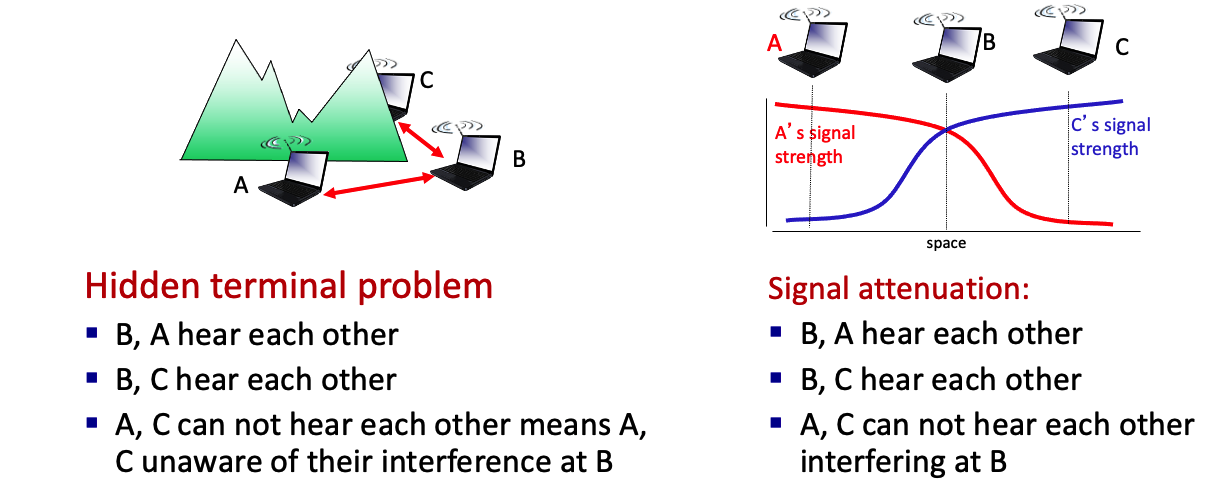 C
B
A
Hidden terminal problem
▪ B, A hear each other
▪ B, C hear each other
▪ A, C can not hear each other means A,
C unaware of their interference at B
A
B
C
A’s signal
strength
C’s signal
strength
space
Signal attenuation:
▪ B, A hear each other
▪ B, C hear each other
▪ A, C can not hear each other
interfering at B